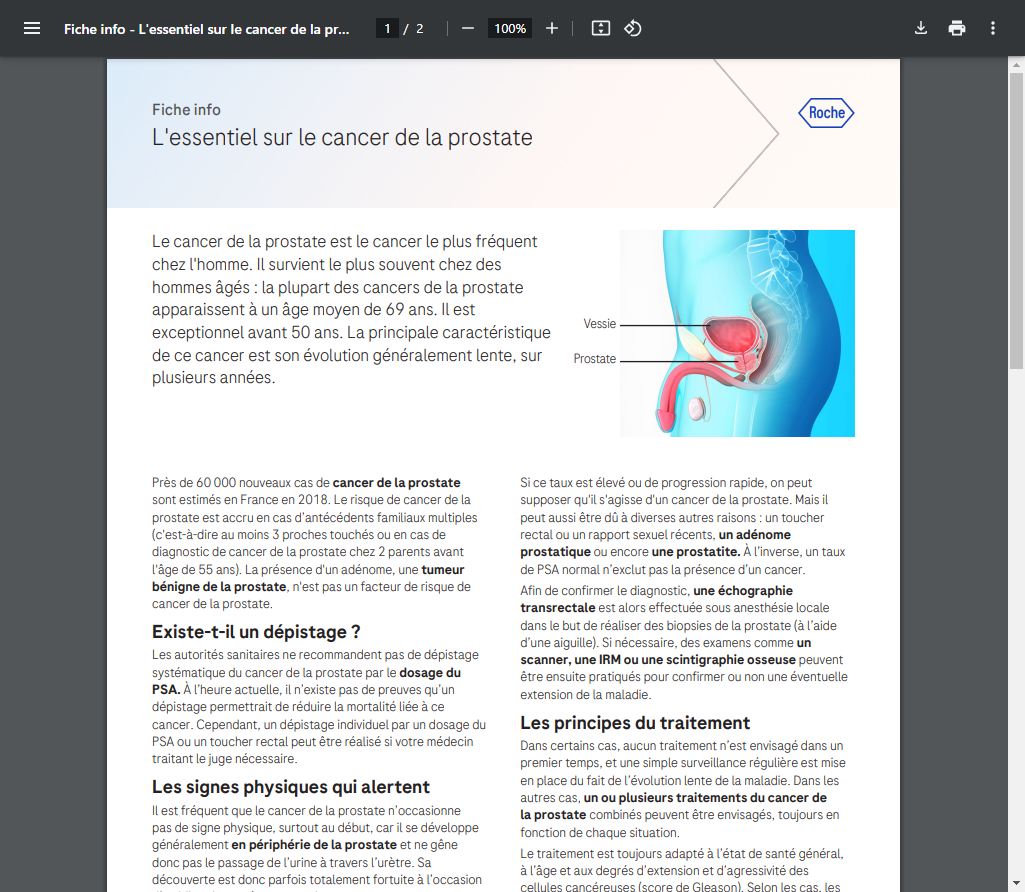 Fiche info - L'essentiel sur le cancer de la pr...
1 / 2
100%
Fiche info
L'essentiel sur le cancer de la prostate
Roche
Le cancer de la prostate est le cancer le plus fréquent
chez l'homme. Il survient le plus souvent chez des
hommes âgés : la plupart des cancers de la prostate
apparaissent à un âge moyen de 69 ans. Il est
exceptionnel avant 50 ans. La principale caractéristique
de ce cancer est son évolution généralement lente, sur
plusieurs années.
Vessie
Prostate
Près de 60 000 nouveaux cas de cancer de la prostate
sont estimés en France en 2018. Le risque de cancer de la
prostate est accru en cas d'antécédents familiaux multiples
(c'est-à-dire au moins 3 proches touchés ou en cas de
diagnostic de cancer de la prostate chez 2 parents avant
l'âge de 55 ans). La présence d'un adénome, une tumeur
bénigne de la prostate, n'est pas un facteur de risque de
cancer de la prostate.
Existe-t-il un dépistage ?
Les autorités sanitaires ne recommandent pas de dépistage
systématique du cancer de la prostate par le dosage du
PSA. À l'heure actuelle, il n'existe pas de preuves qu'un
dépistage permettrait de réduire la mortalité liée à ce
cancer. Cependant, un dépistage individuel par un dosage du
PSA ou un toucher rectal peut être réalisé si votre médecin
traitant le juge nécessaire.
Les signes physiques qui alertent
Il est fréquent que le cancer de la prostate n'occasionne
pas de signe physique, surtout au début, car il se développe
généralement en périphérie de la prostate et ne gêne
donc pas le passage de l'urine à travers l'urètre. Sa
découverte est donc parfois totalement fortuite à l'occasion
Si ce taux est élevé ou de progression rapide, on peut
supposer qu'il s'agisse d'un cancer de la prostate. Mais il
peut aussi être dû à diverses autres raisons : un toucher
rectal ou un rapport sexuel récents, un adénome
prostatique ou encore une prostatite. À l'inverse, un taux
de PSA normal n'exclut pas la présence d'un cancer.
Afin de confirmer le diagnostic, une échographie
transrectale est alors effectuée sous anesthésie locale
dans le but de réaliser des biopsies de la prostate (à l'aide
d'une aiguille). Si nécessaire, des examens comme un
scanner, une IRM ou une scintigraphie osseuse peuvent
être ensuite pratiqués pour confirmer ou non une éventuelle
extension de la maladie.
Les principes du traitement
Dans certains cas, aucun traitement n'est envisagé dans un
premier temps, et une simple surveillance régulière est mise
en place du fait de l'évolution lente de la maladie. Dans les
autres cas, un ou plusieurs traitements du cancer de
la prostate combinés peuvent être envisagés, toujours en
fonction de chaque situation.
Le traitement est toujours adapté à l'état de santé général,
à l'âge et aux degrés d'extension et d'agressivité des
cellules cancéreuses (score de Gleason). Selon les cas, les